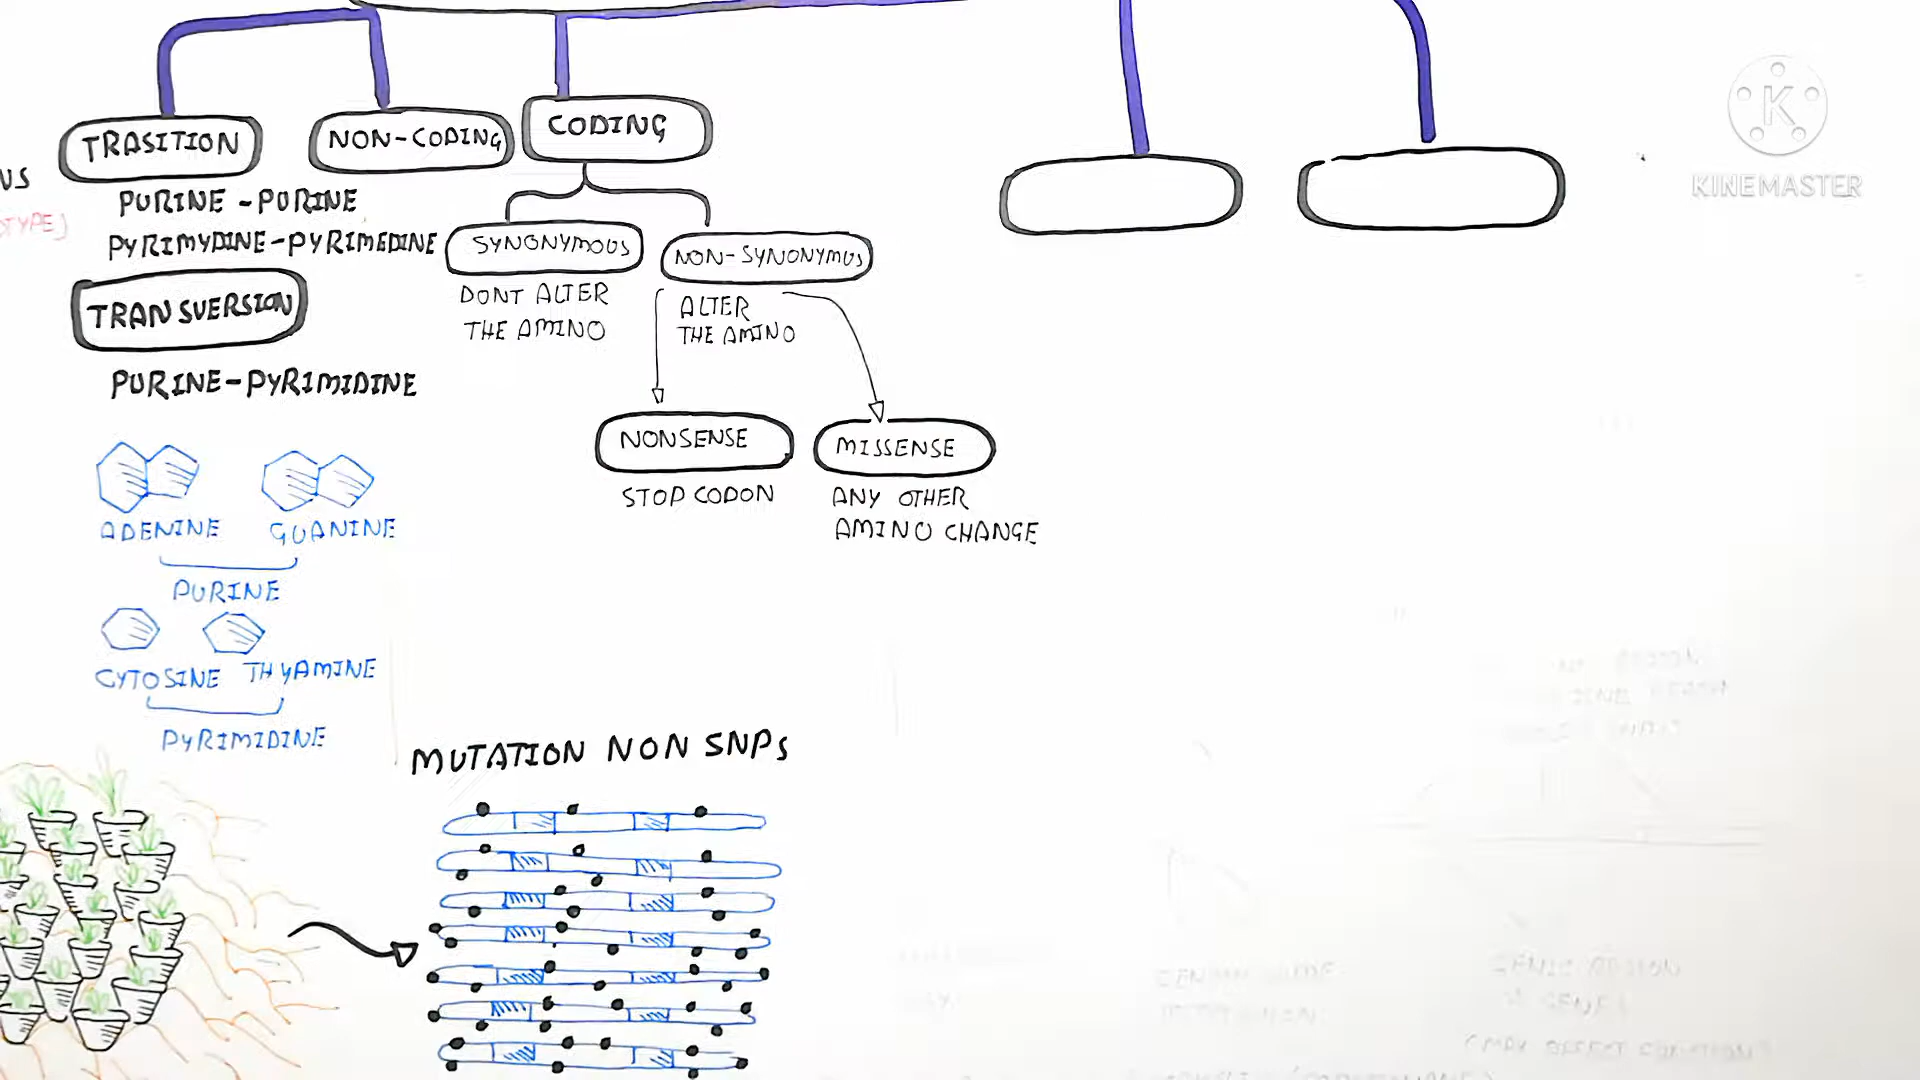 TRASITION
NON-CODING
CODING
US
OTYPE)
PURINE -PURINE
PYRIMYDINE-PYRIMEDINE
SYNONYMOUS
NON-SYNONYMUS
TRANSVERSION
DONT ALTER
THE AMINO
ALTER
THE AMINO
PURINE-PYRIMIDINE
NONSENSE
MISSENSE
STOP CODON
ANY OTHER
AMINO CHANGE
ADENINE
GUANINE
PURINE
CYTOSINE
THYAMINE
PYRIMIDINE
MUTATION NON SNPs
K
KINEMASTER